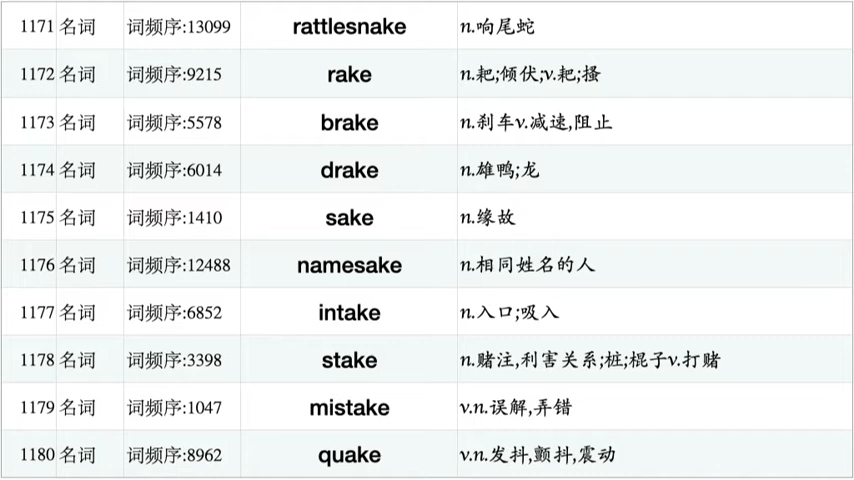 1171 名词 词频序:13099 rattlesnake n.响尾蛇
1172 名词 词频序:9215 rake n.耙;倾伏;v.耙;搔
1173 名词 词频序:5578 brake n.刹车v.减速,阻止
1174 名词 词频序:6014 drake n.雄鸭;龙
1175 名词 词频序:1410 sake n.缘故
1176 名词 词频序:12488 namesake n.相同姓名的人
1177 名词 词频序:6852 intake n.入口;吸入
1178 名词 词频序:3398 stake n.赌注,利害关系;桩;棍子v.打赌
1179 名词 词频序:1047 mistake v.n.误解,弄错
1180 名词 词频序:8962 quake v.n.发抖,颤抖,震动